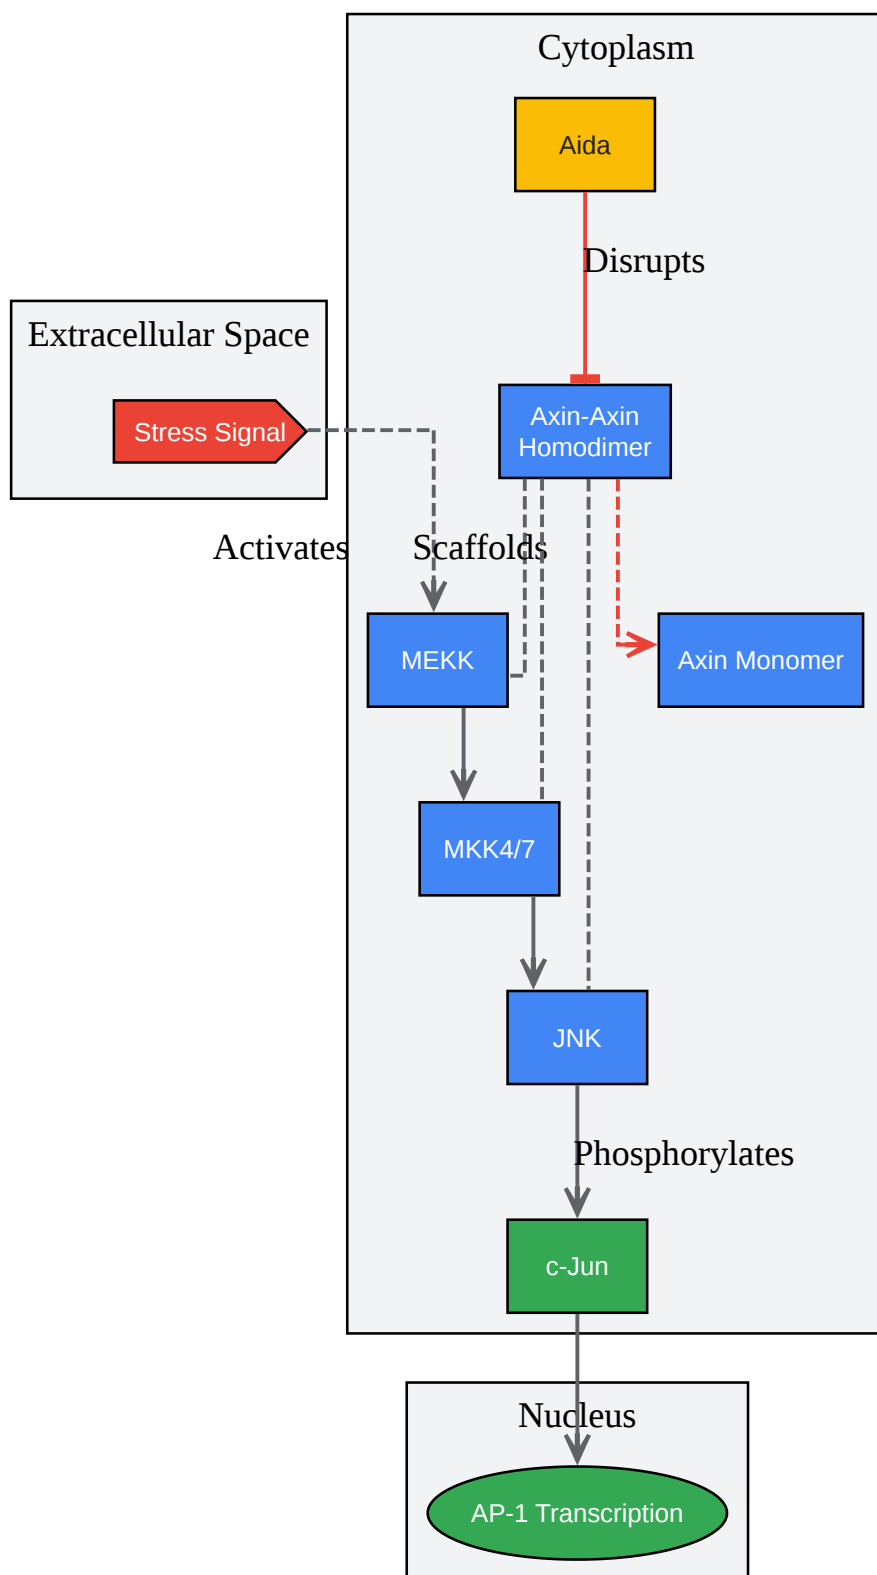 Cytoplasm
Aida
Disrupts
Extracellular Space
Stress Signal
Axin-Axin
Homodimer
Activates
Scaffolds
MEKK
Axin Monomer
MKK4/7
JNK
Phosphorylates
c-Jun
Nucleus
AP-1 Transcription